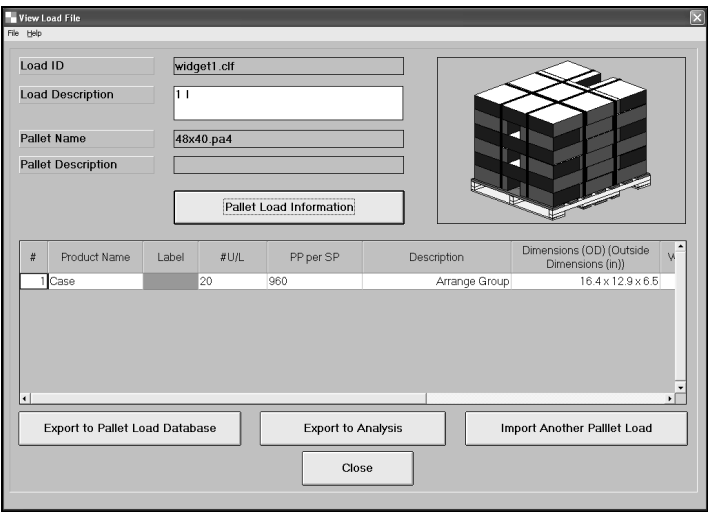 View Load File
File Help
Load ID
widget1.clf
Load Description
1 l
Pallet Name
48x40.pa4
Pallet Description
Pallet Load Information
# Product Name Label #U/L PP per SP Description Dimensions (OD) (Outside
Dimensions (in))
1 Case 20 960 Arrange Group 16.4 x 12.9 x 6.5
Export to Pallet Load Database Export to Analysis Import Another Palllet Load
Close